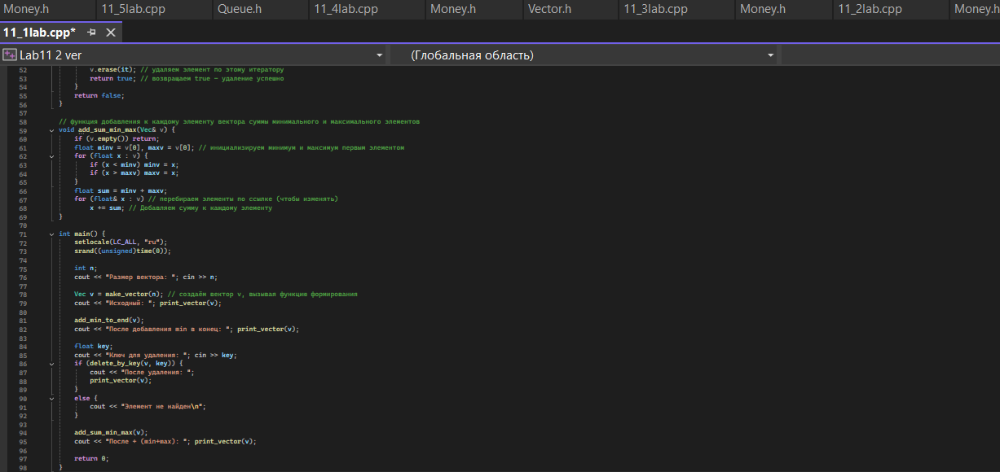 Money.h 11_5lab.cpp Queue.h 11_4lab.cpp Money.h Vector.h 11_3lab.cpp Money.h 11_2lab.cpp Money.h
11_1lab.cpp*
Lab11 2 ver (Глобальная область)
52 v.erase(it); // удаляем элемент по этому итератору
53 return true; // возвращаем true - удаление успешно
54 }
55 return false;
56 }
57
58 // функция добавления к каждому элементу вектора суммы минимального и максимального элементов
59 void add_sum_min_max(Vec& v) {
60 if (v.empty()) return;
61 float minv = v[0], maxv = v[0]; // инициализируем минимум и максимум первым элементом
62 for (float x : v) {
63 if (x < minv) minv = x;
64 if (x > maxv) maxv = x;
65 }
66 float sum = minv + maxv;
67 for (float& x : v) // перебираем элементы по ссылке (чтобы изменять)
68 x += sum; // Добавляем сумму к каждому элементу
69 }
70
71 int main() {
72 setlocale(LC_ALL, "ru");
73 srand((unsigned)time(0));
74
75 int n;
76 cout << "Размер вектора: "; cin >> n;
77
78 Vec v = make_vector(n); // создаём вектор v, вызывая функцию формирования
79 cout << "Исходный: "; print_vector(v);
80
81 add_min_to_end(v);
82 cout << "После добавления min в конец: "; print_vector(v);
83
84 float key;
85 cout << "Ключ для удаления: "; cin >> key;
86 if (delete_by_key(v, key)) {
87 cout << "После удаления: ";
88 print_vector(v);
89 }
90 else {
91 cout << "Элемент не найден\n";
92 }
93
94 add_sum_min_max(v);
95 cout << "После + (min+max): "; print_vector(v);
96
97 return 0;
98 }